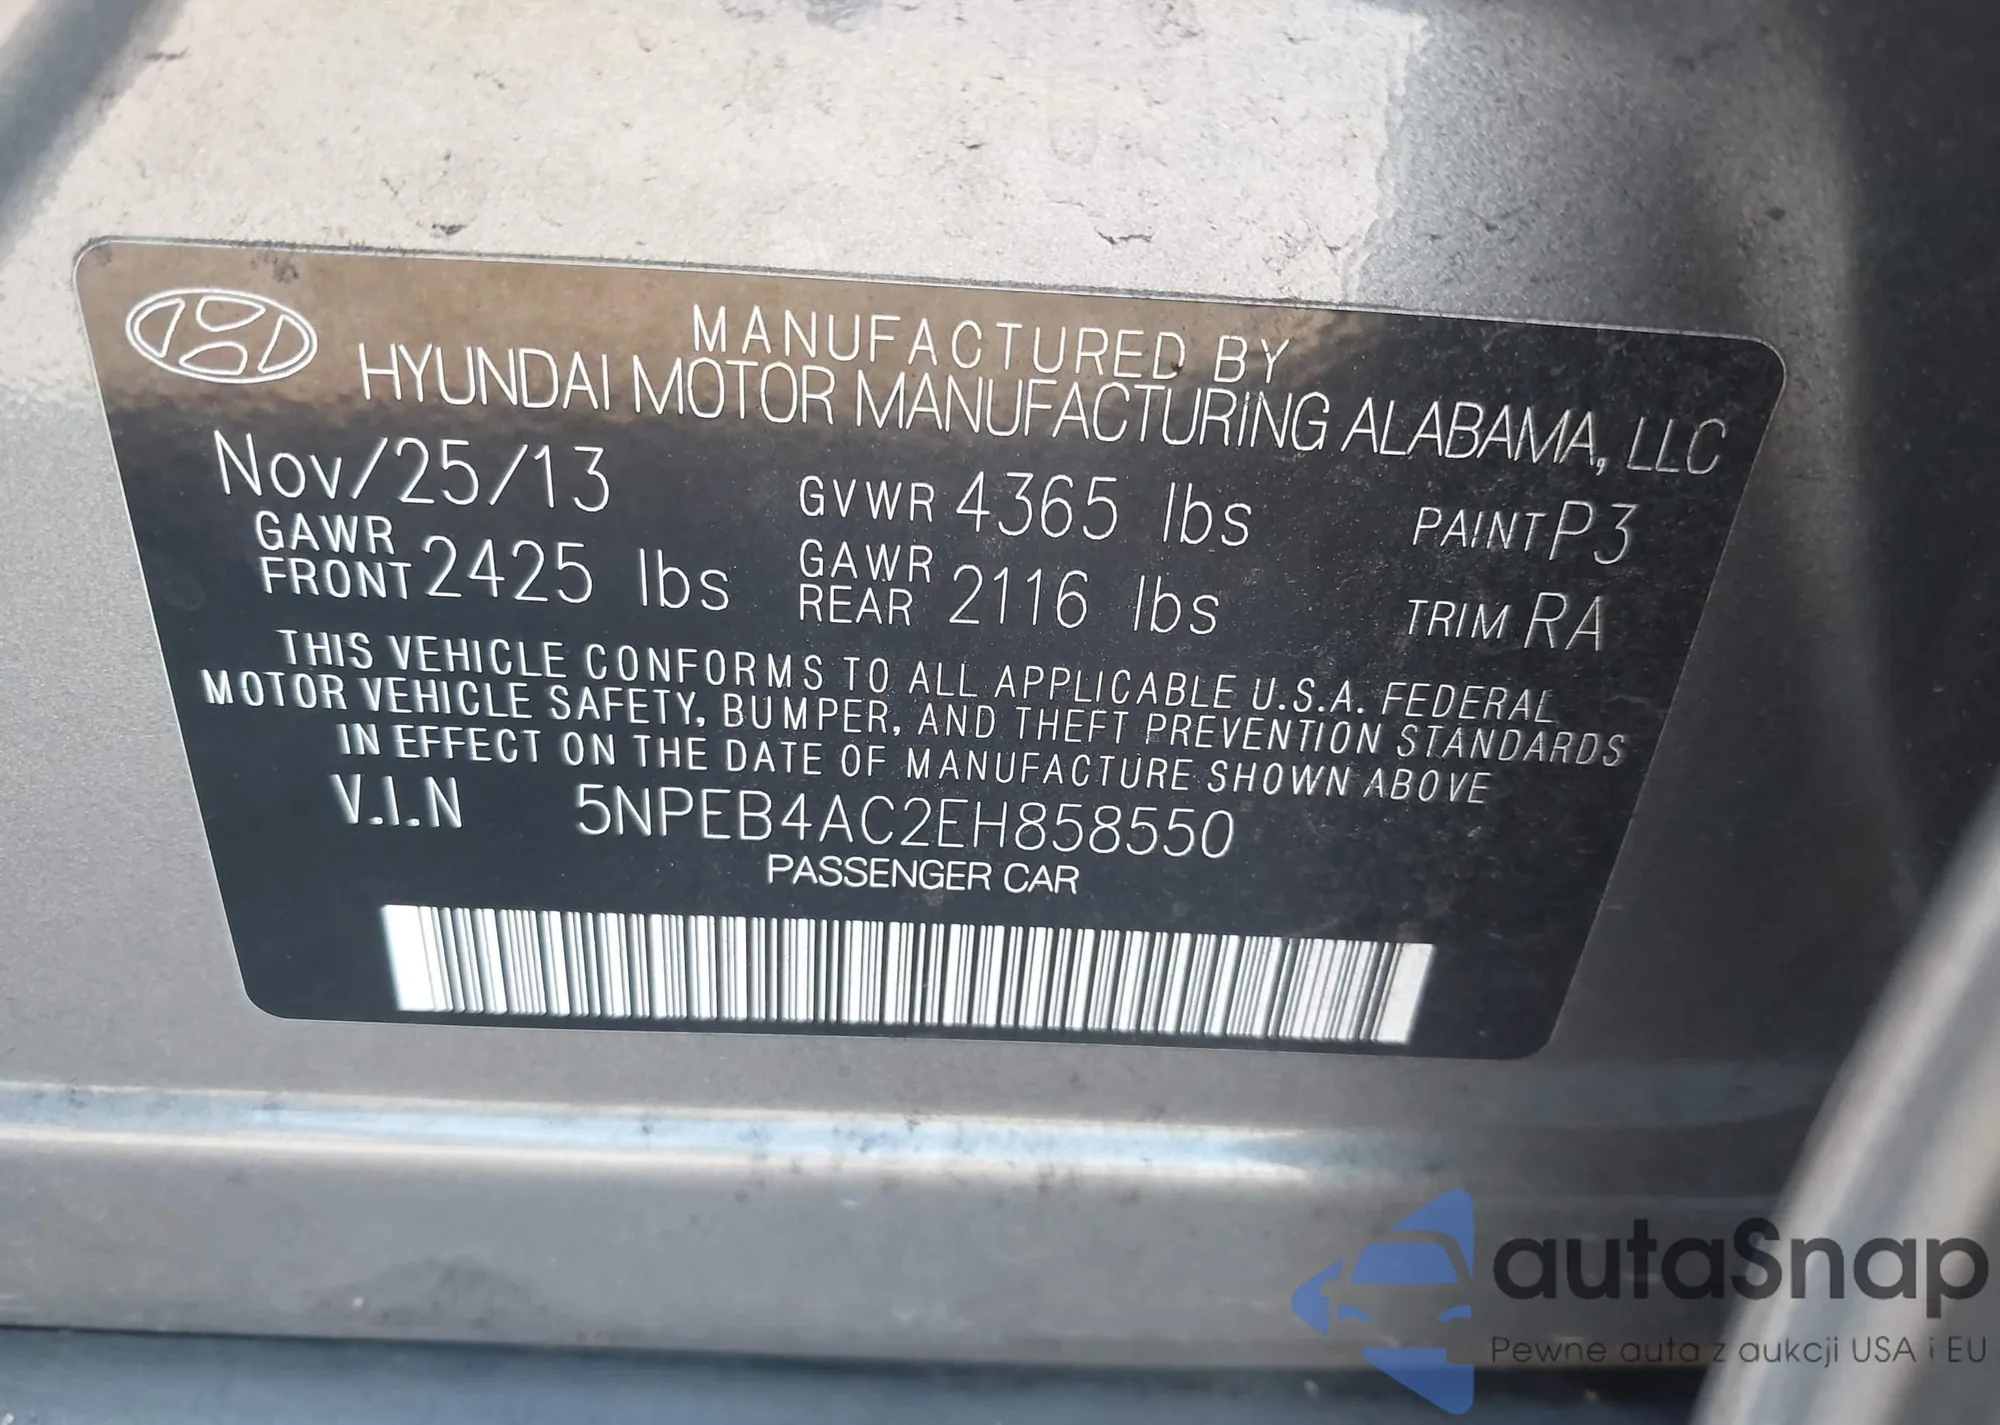 MANUFACTURED BY
HYUNDAI MOTOR MANUFACTURING ALABAMA, LLC
Nov/25/13 GVWR 4365 lbs PAINT P3
GAWR FRONT 2425 lbs GAWR REAR 2116 lbs TRIM RA
THIS VEHICLE CONFORMS TO ALL APPLICABLE U.S.A. FEDERAL
MOTOR VEHICLE SAFETY, BUMPER, AND THEFT PREVENTION STANDARDS
IN EFFECT ON THE DATE OF MANUFACTURE SHOWN ABOVE
V.I.N 5NPEB4AC2EH858550
PASSENGER CAR
autaSnap
Pewne auta z aukcji USA i EU